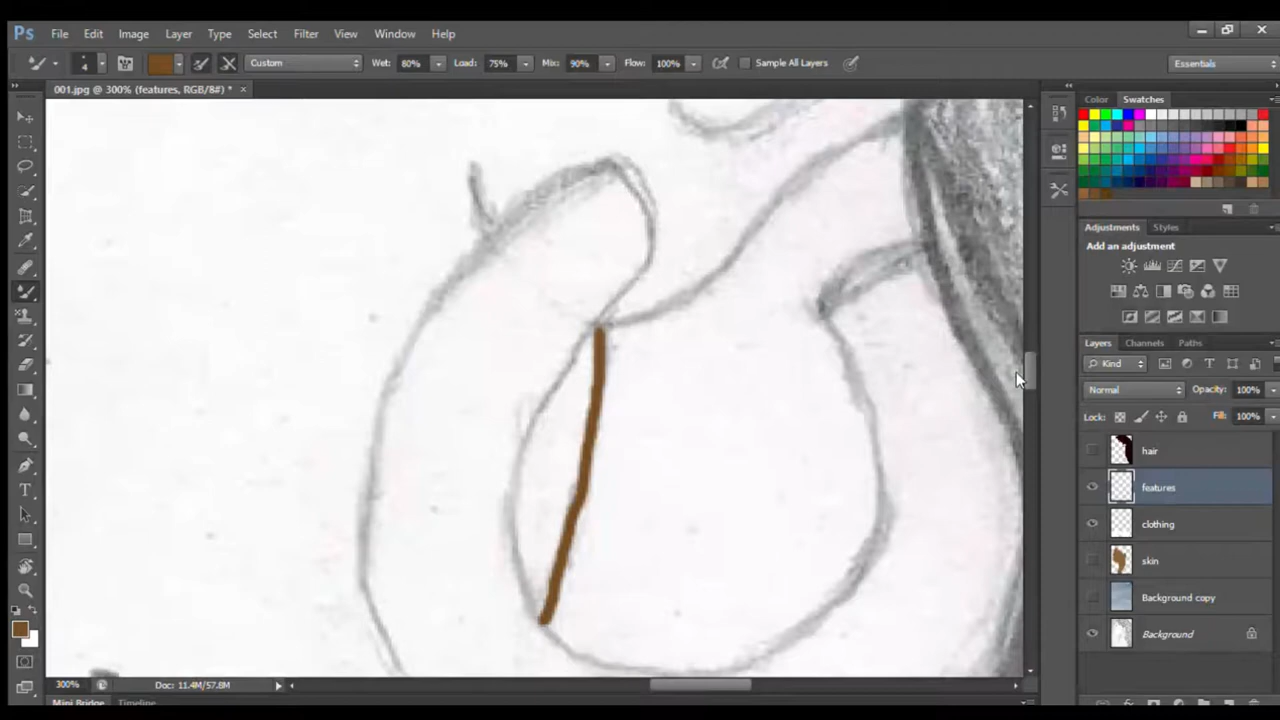 Ps File Edit Image Layer Type Select Filter View Window Help
4 Custom Wet: 80% Load: 75% Mix: 90% Flow: 100% Sample All Layers Essentials
001.jpg @ 300% (features, RGB/8#) * ×
Color Swatches
Adjustments Styles
Add an adjustment
Layers Channels Paths
Kind
Normal Opacity: 100%
Lock: Fill: 100%
hair
features
clothing
skin
Background copy
Background
300% Doc: 11.4M/57.8M
Mini Bridge Timeline